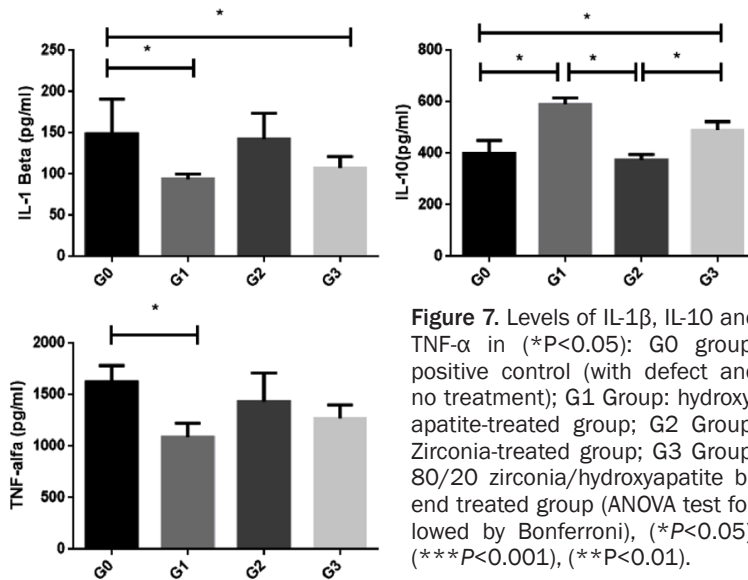 *
*
250
200
150
100
50
0
IL-1 Beta (pg/ml)
G0
G1
G2
G3
*
*
*
*
800
600
400
200
0
IL-10(pg/ml)
G0
G1
G2
G3
*
2000
1500
1000
500
0
TNF-alfa (pg/ml)
G0
G1
G2
G3
Figure 7. Levels of IL-1β, IL-10 and
TNF-α in (*P<0.05): G0 group
positive control (with defect and
no treatment); G1 Group: hydroxy
apatite-treated group; G2 Group
Zirconia-treated group; G3 Group
80/20 zirconia/hydroxyapatite bl
end treated group (ANOVA test fol
lowed by Bonferroni), (*P<0.05)
(***P<0.001), (**P<0.01).